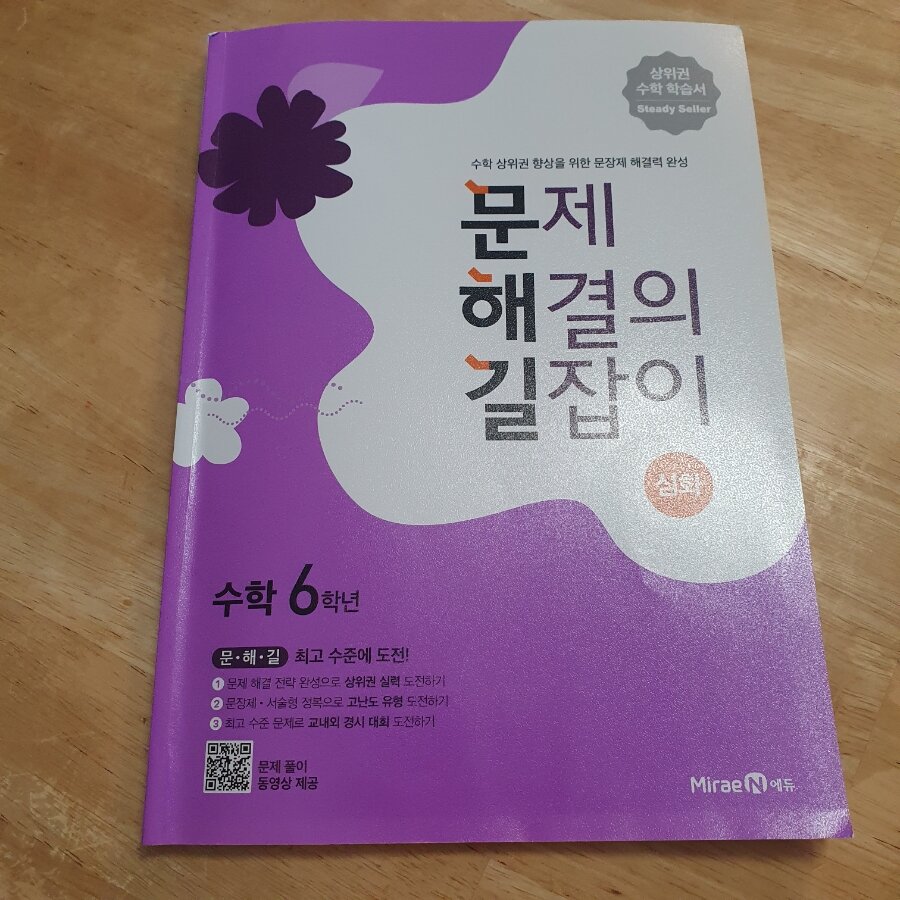 상위권
수학 학습서
Steady Seller
수학 상위권 향상을 위한 문장제 해결력 완성
문제
해결의
길잡이
심화
수학 6학년
문·해·길 최고 수준에 도전!
1 문제 해결 전략 완성으로 상위권 실력 도전하기
2 문장제·서술형 정복으로 고난도 유형 도전하기
3 최고 수준 문제로 교내외 경시 대회 도전하기
문제 풀이
동영상 제공
Mirae N 에듀